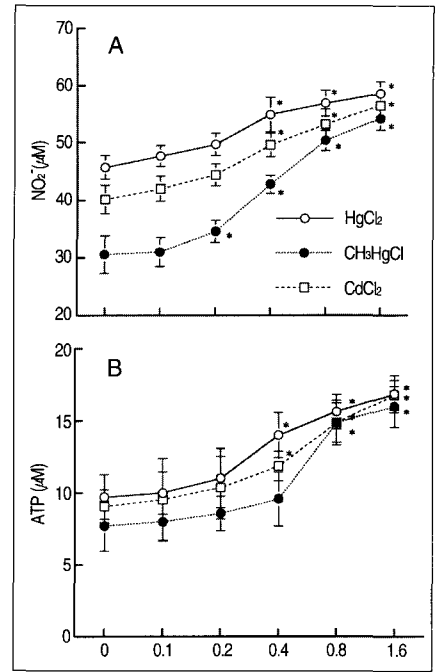 A
70
60
50
40
30
20
NO₂⁻ (μM)
* * *
* * *
* * * *
HgCl₂
CH₃HgCl
CdCl₂
B
20
15
10
5
0
ATP (μM)
* * *
* * *
* *
0 0.1 0.2 0.4 0.8 1.6